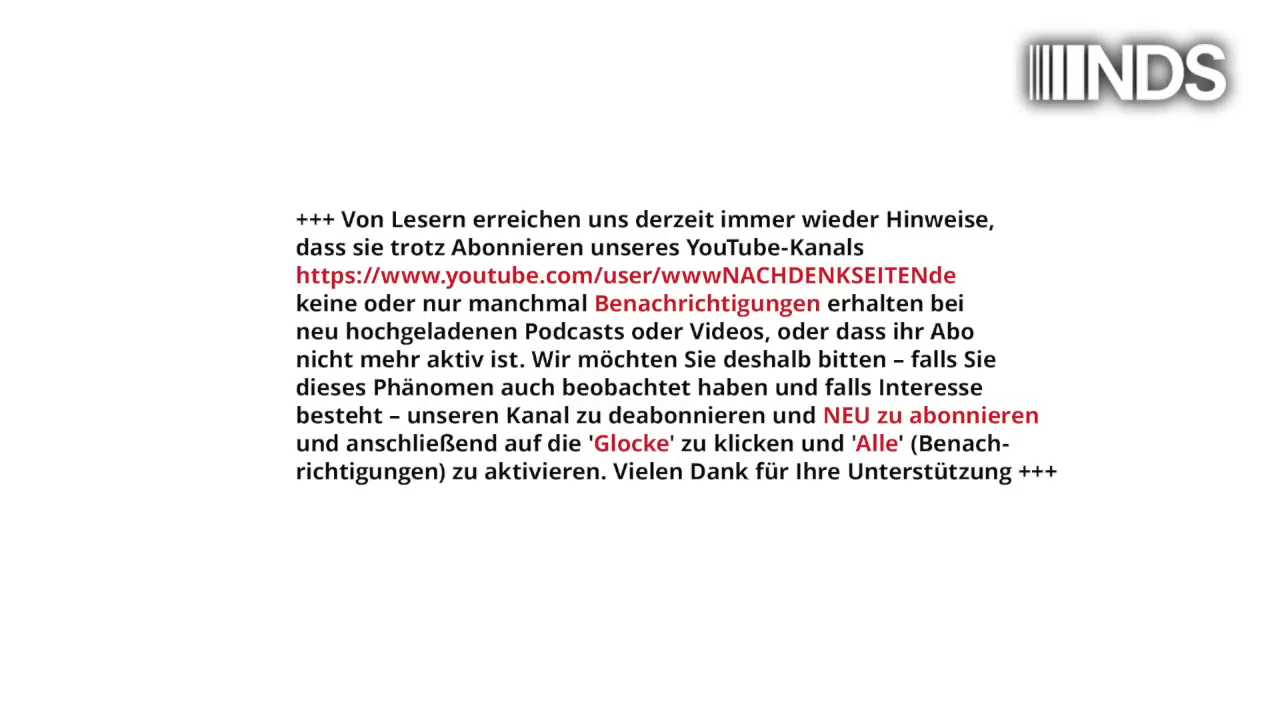 NDS
+++ Von Lesern erreichen uns derzeit immer wieder Hinweise,
dass sie trotz Abonnieren unseres YouTube-Kanals
https://www.youtube.com/user/wwwNACHDENKSEITENde
keine oder nur manchmal Benachrichtigungen erhalten bei
neu hochgeladenen Podcasts oder Videos, oder dass ihr Abo
nicht mehr aktiv ist. Wir möchten Sie deshalb bitten – falls Sie
dieses Phänomen auch beobachtet haben und falls Interesse
besteht – unseren Kanal zu deabonnieren und NEU zu abonnieren
und anschließend auf die 'Glocke' zu klicken und 'Alle' (Benach-
richtigungen) zu aktivieren. Vielen Dank für Ihre Unterstützung +++